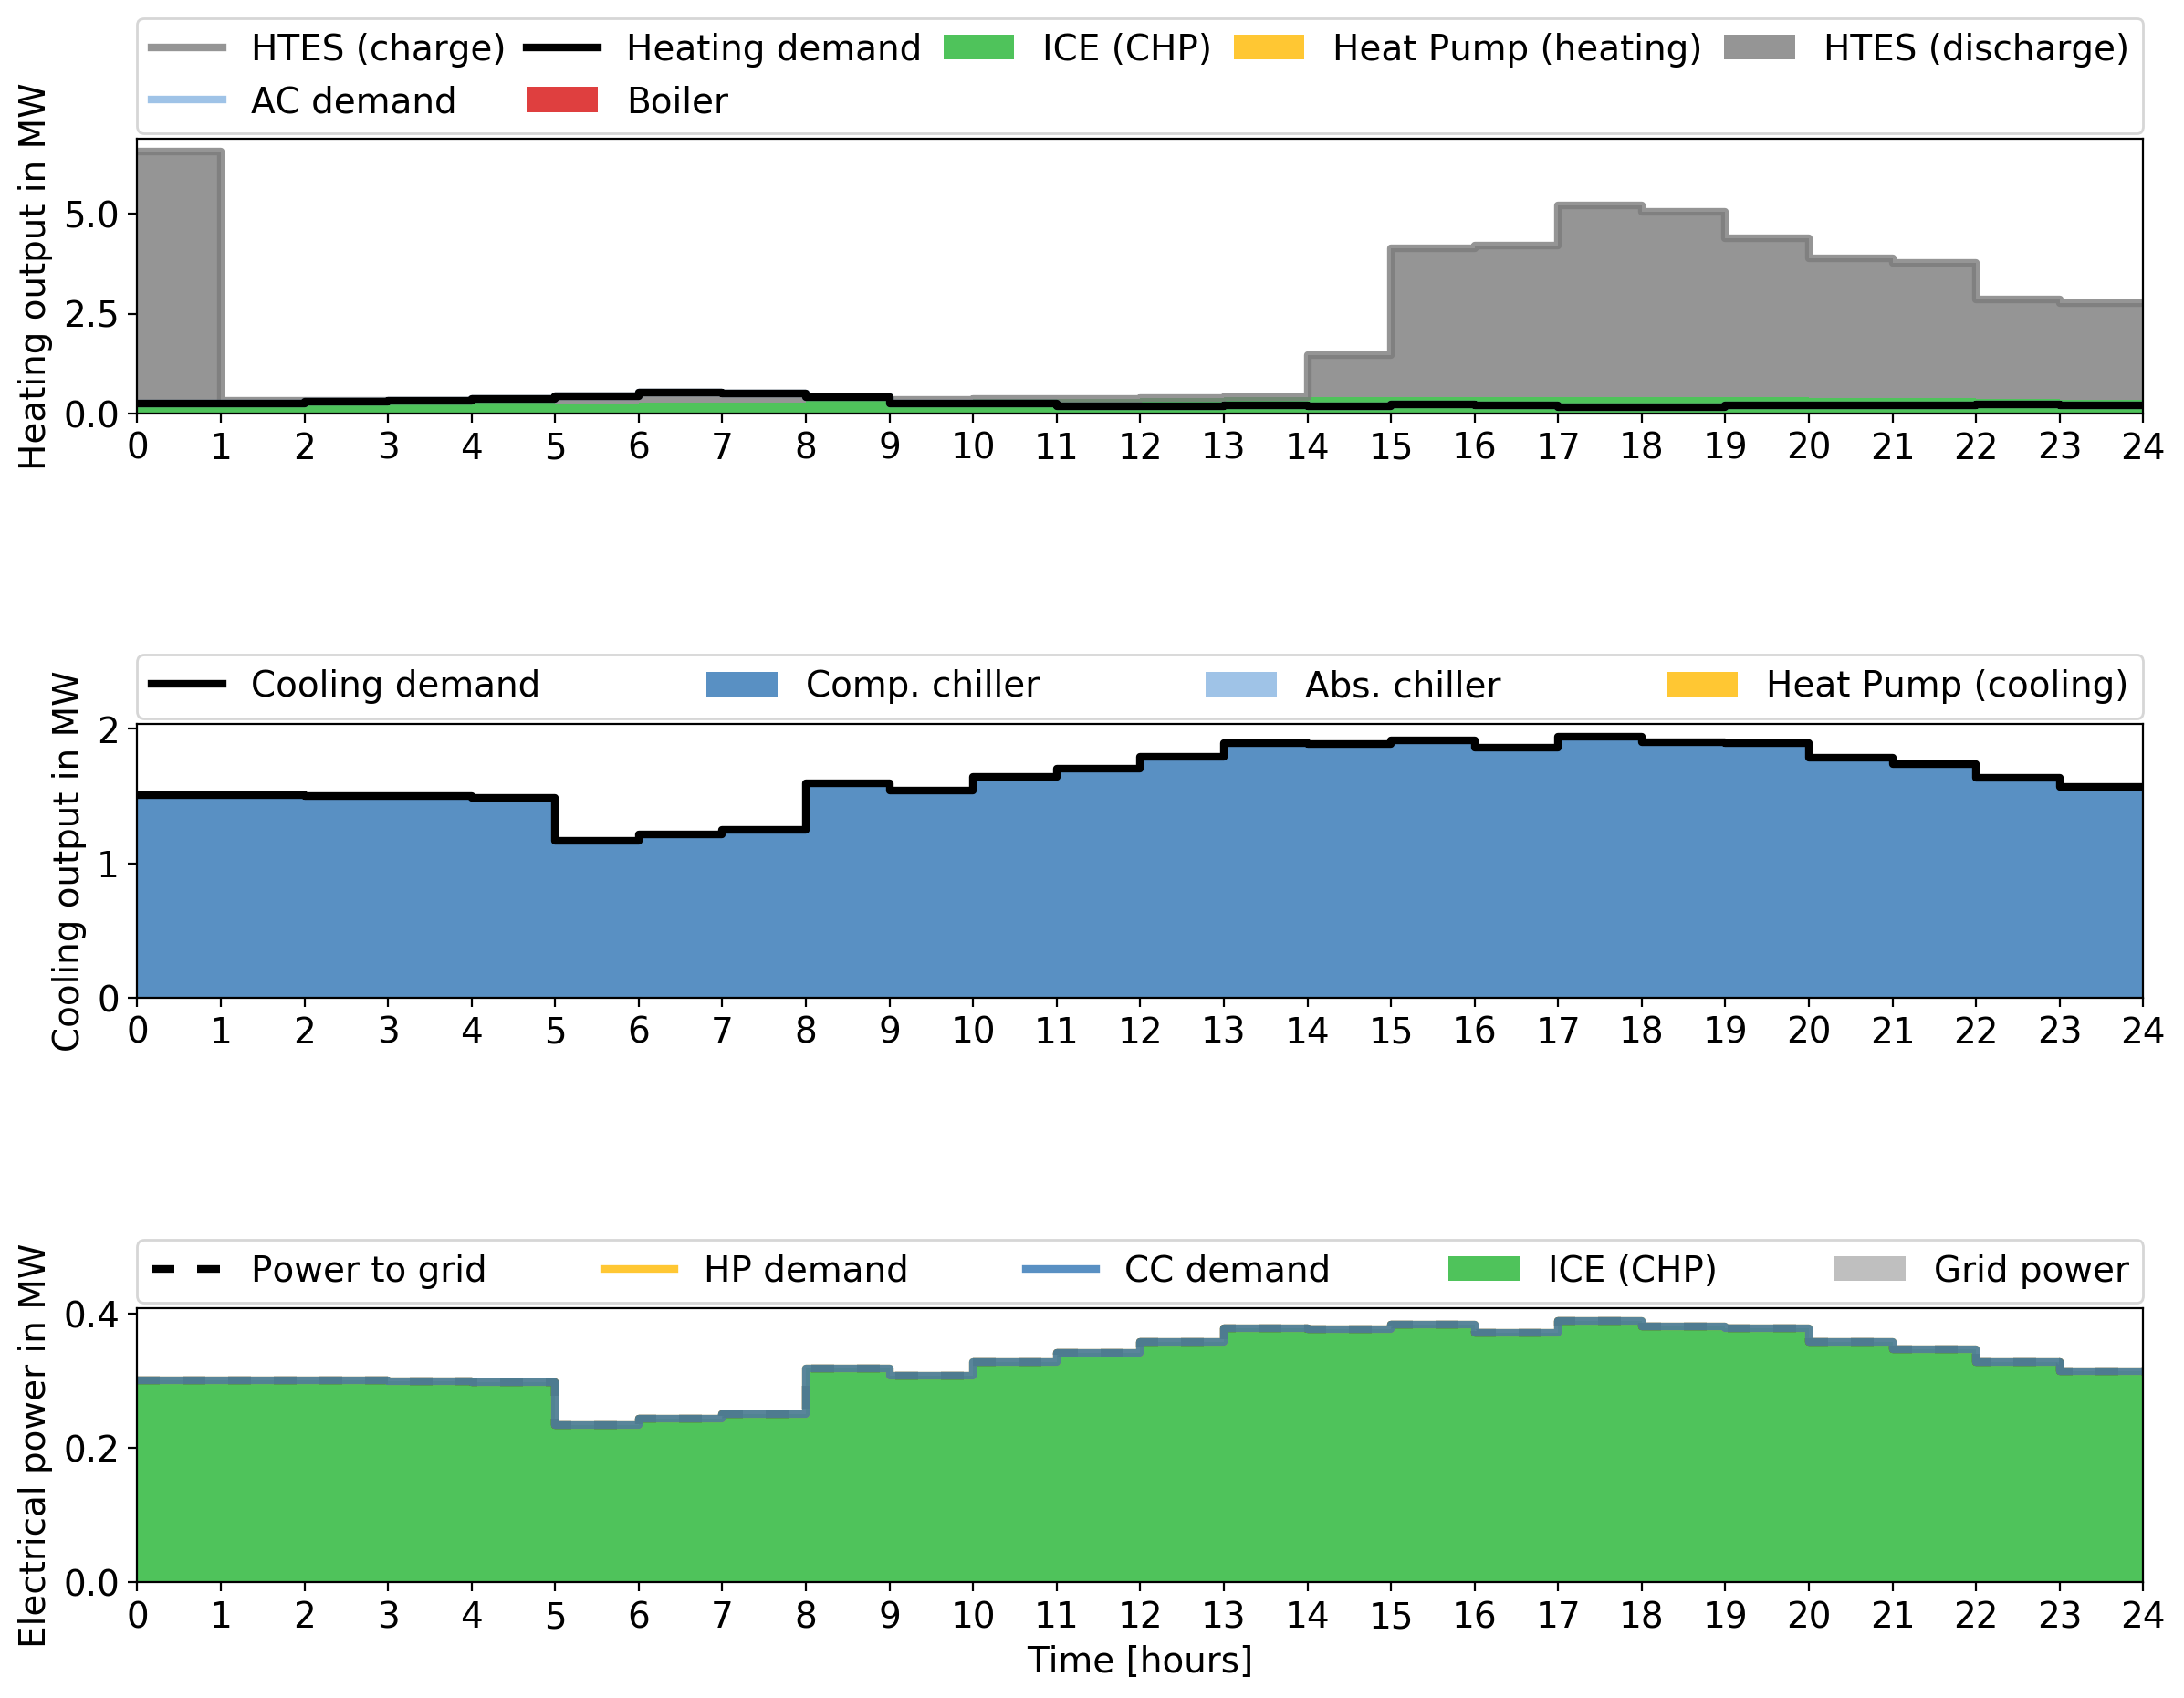 HTES (charge) Heating demand ICE (CHP) Heat Pump (heating) HTES (discharge)
AC demand Boiler
Heating output in MW
5.0
2.5
0.0
0 1 2 3 4 5 6 7 8 9 10 11 12 13 14 15 16 17 18 19 20 21 22 23 24
Cooling demand Comp. chiller Abs. chiller Heat Pump (cooling)
Cooling output in MW
2
1
0
0 1 2 3 4 5 6 7 8 9 10 11 12 13 14 15 16 17 18 19 20 21 22 23 24
Power to grid HP demand CC demand ICE (CHP) Grid power
Electrical power in MW
0.4
0.2
0.0
0 1 2 3 4 5 6 7 8 9 10 11 12 13 14 15 16 17 18 19 20 21 22 23 24
Time [hours]